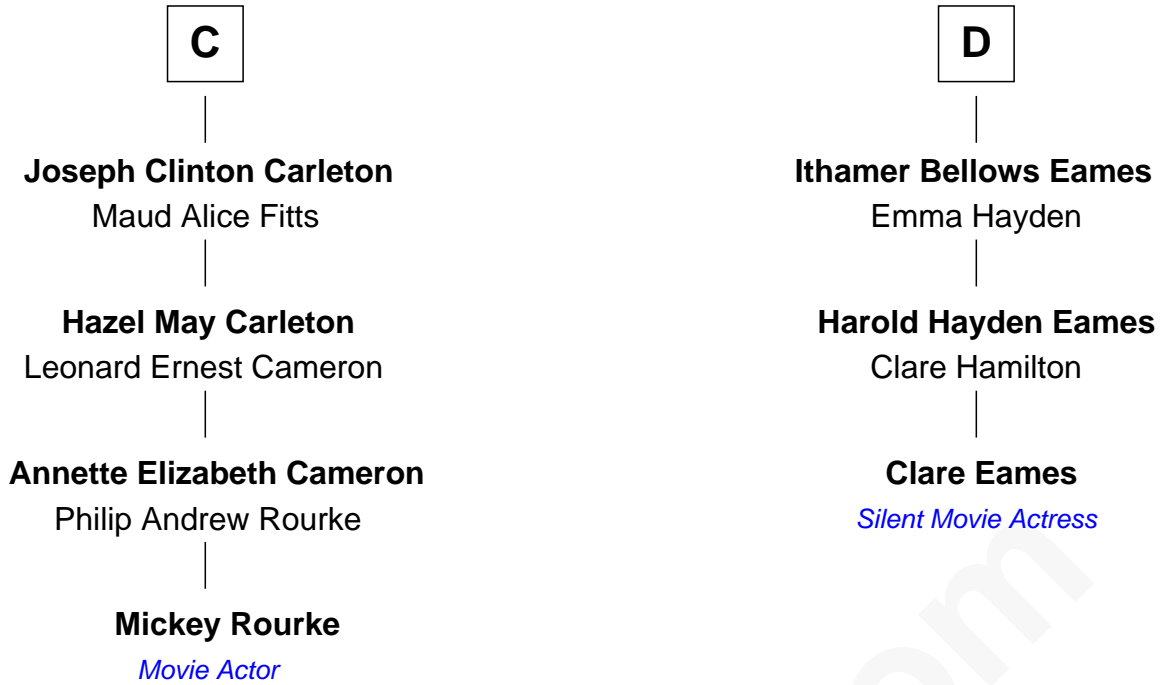 C
Joseph Clinton Carleton
Maud Alice Fitts
Hazel May Carleton
Leonard Ernest Cameron
Annette Elizabeth Cameron
Philip Andrew Rourke
Mickey Rourke
Movie Actor
D
Ithamer Bellows Eames
Emma Hayden
Harold Hayden Eames
Clare Hamilton
Clare Eames
Silent Movie Actress
om